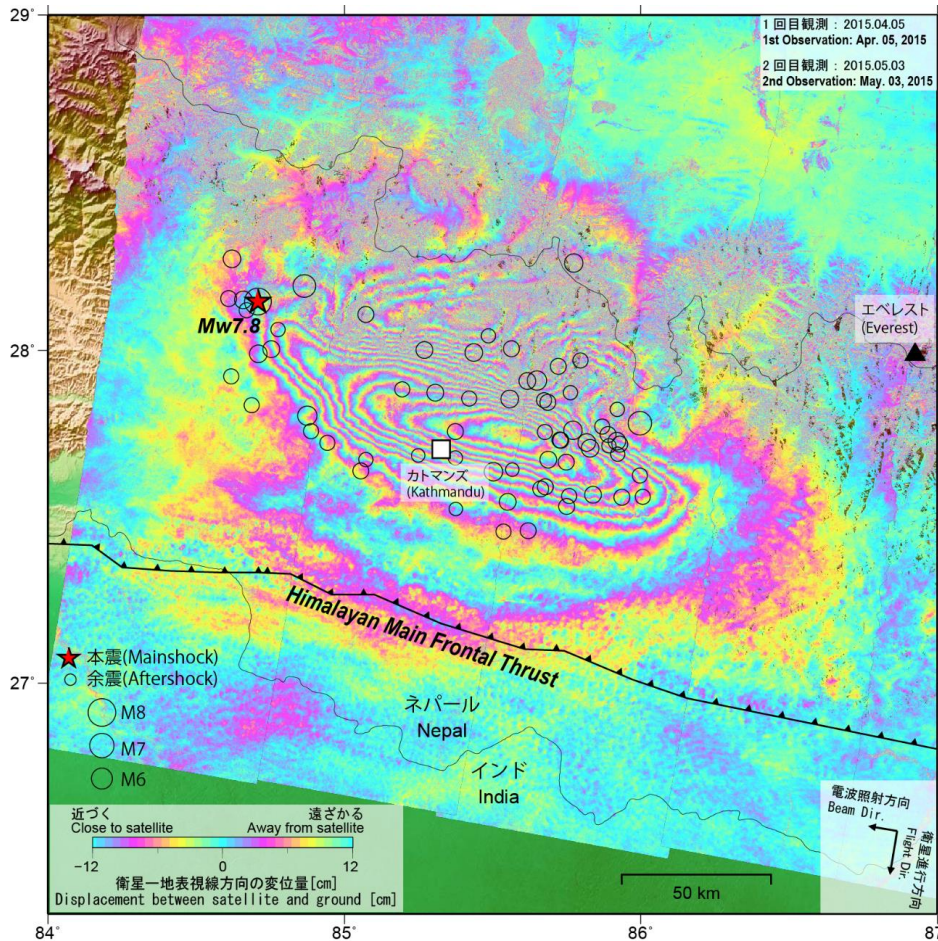 29°
28°
27°
84°
85°
86°
87
1 回目観測 : 2015.04.05
1st Observation: Apr. 05, 2015
2 回目観測 : 2015.05.03
2nd Observation: May. 03, 2015
エベレスト
(Everest)
Mw7.8
カトマンズ
(Kathmandu)
Himalayan Main Frontal Thrust
本震(Mainshock)
余震(Aftershock)
M8
M7
M6
ネパール
Nepal
インド
India
近づく 遠ざかる
Close to satellite Away from satellite
−12 0 12
衛星−地表視線方向の変位量[cm]
Displacement between satellite and ground [cm]
50 km
電波照射方向
Beam Dir.
衛星進行方向
Flight Dir.